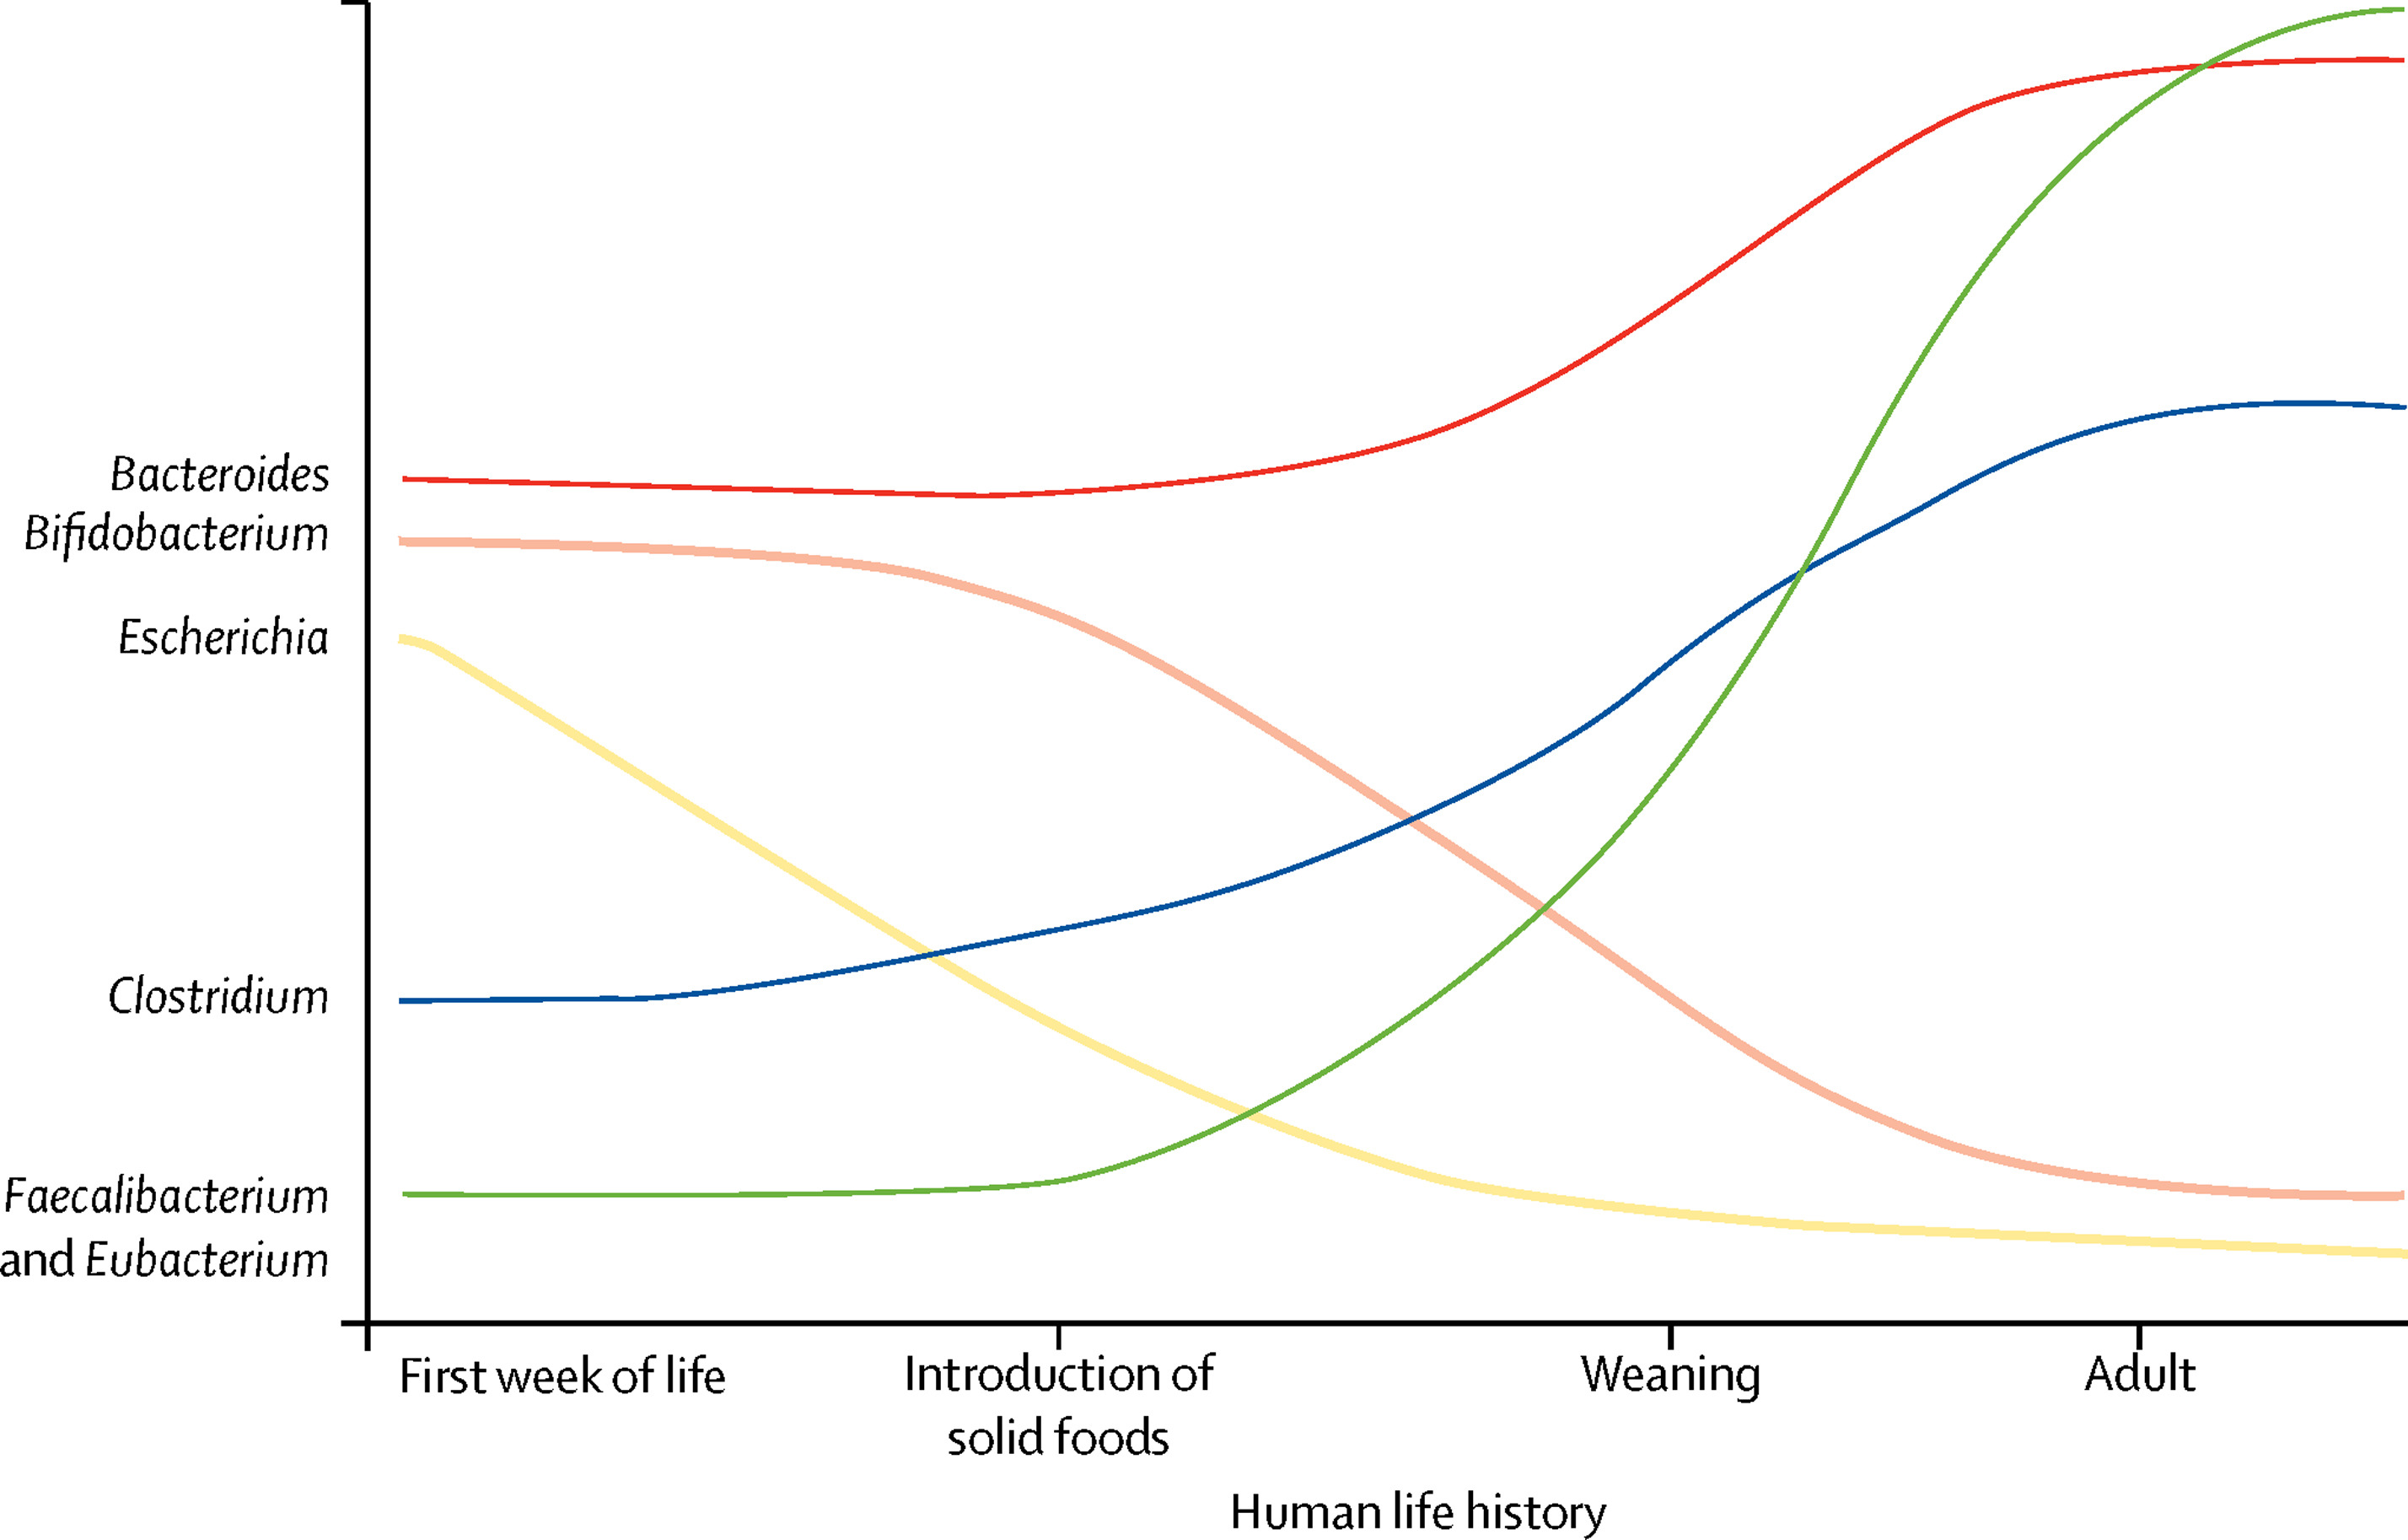 Bacteroides
Bifidobacterium
Escherichia
Clostridium
Faecalibacterium
and Eubacterium
First week of life
Introduction of
solid foods
Weaning
Adult
Human life history